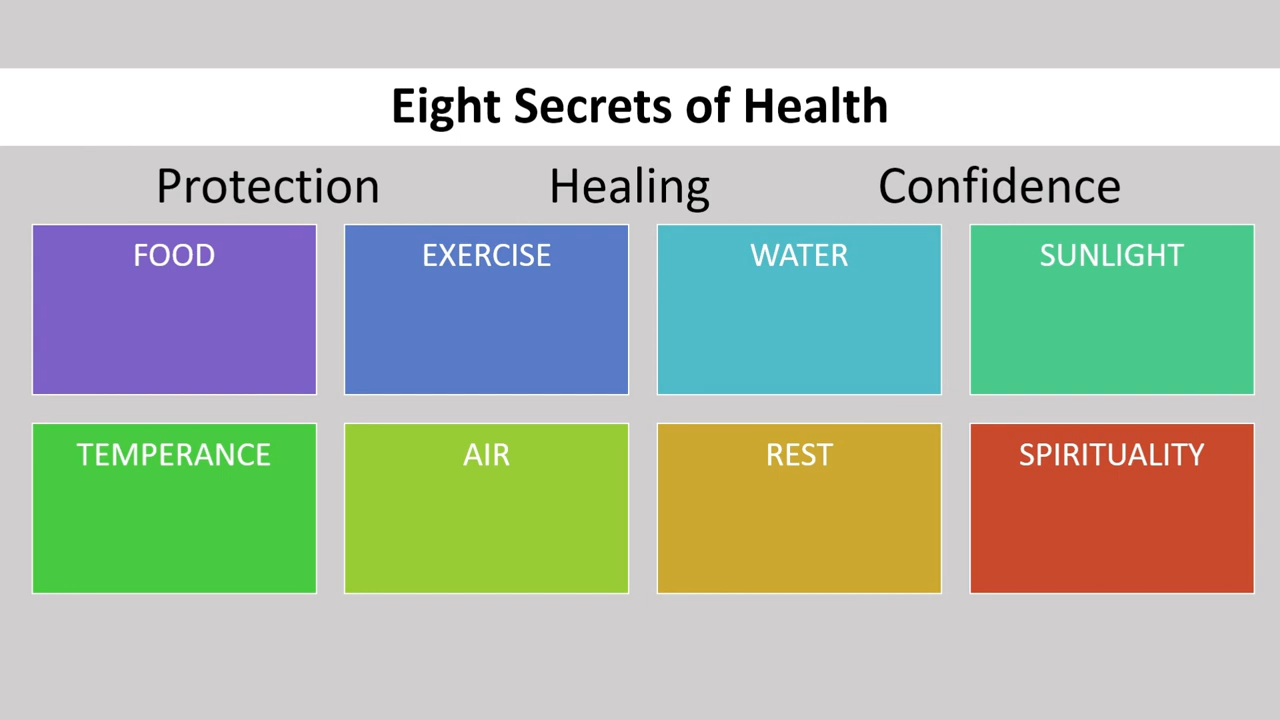 Eight Secrets of Health
Protection Healing Confidence
FOOD EXERCISE WATER SUNLIGHT
TEMPERANCE AIR REST SPIRITUALITY